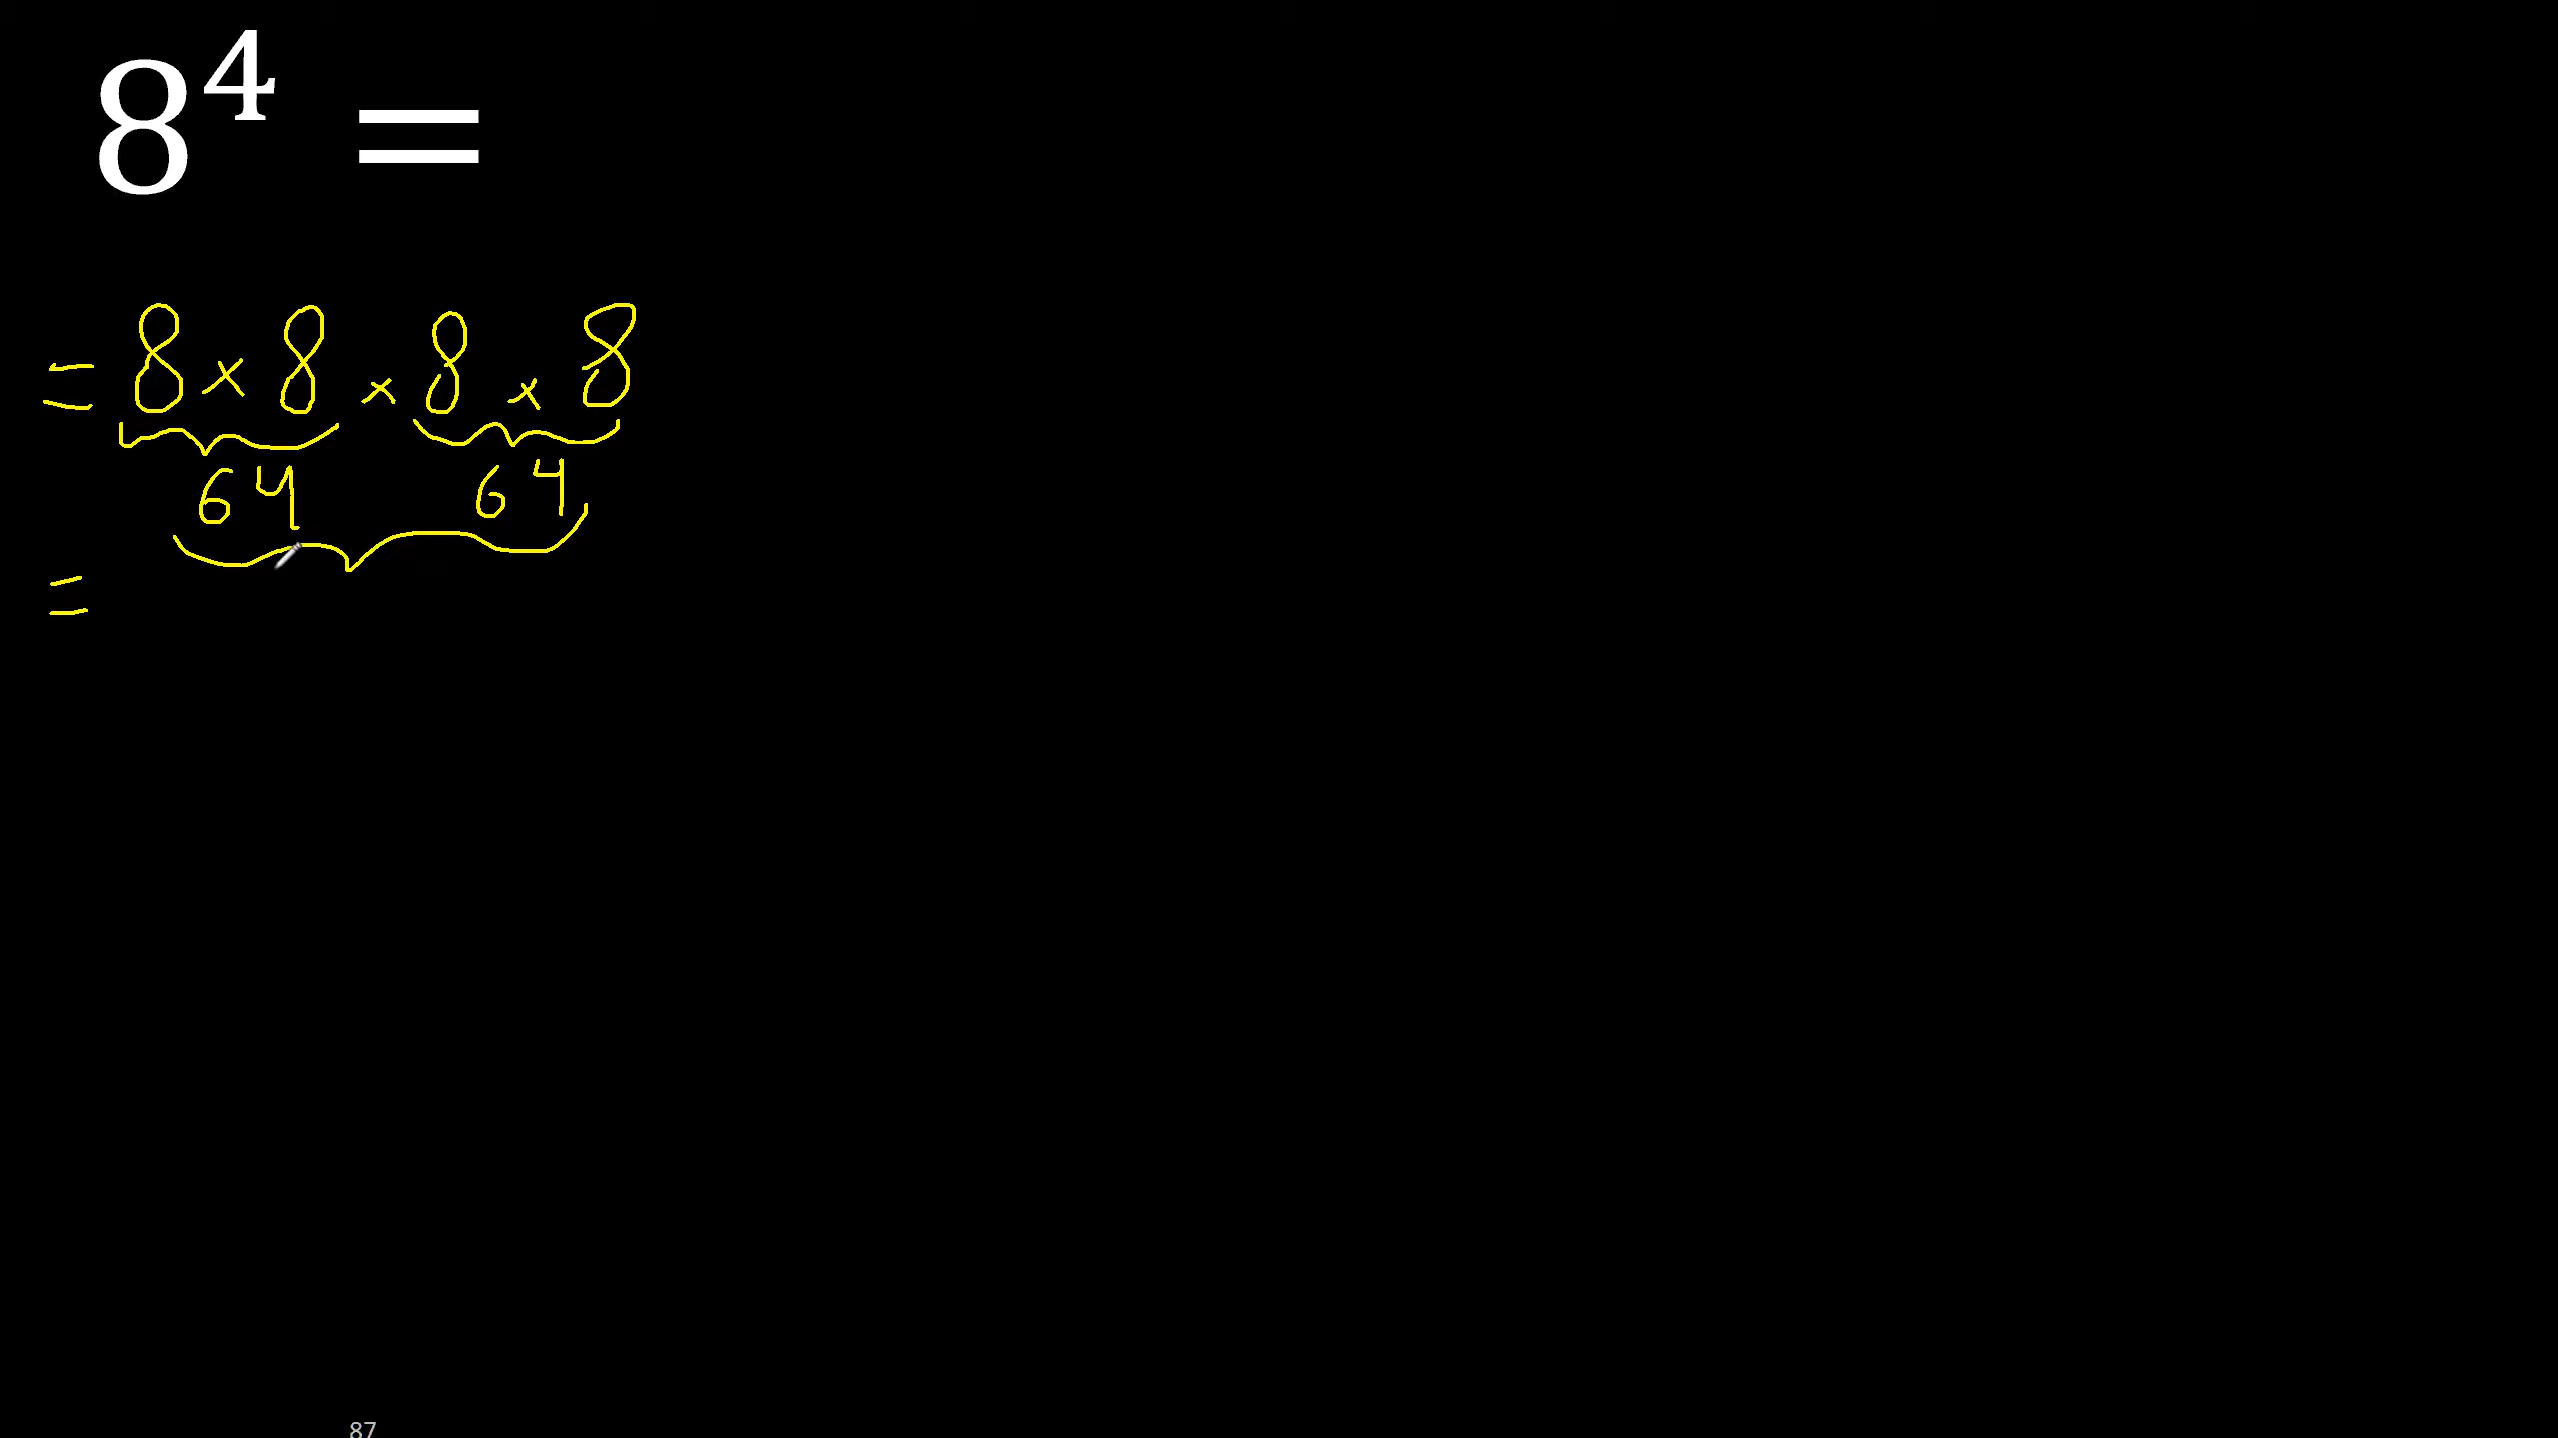 8⁴ =
= 8 × 8 × 8 × 8
64 64
=
87